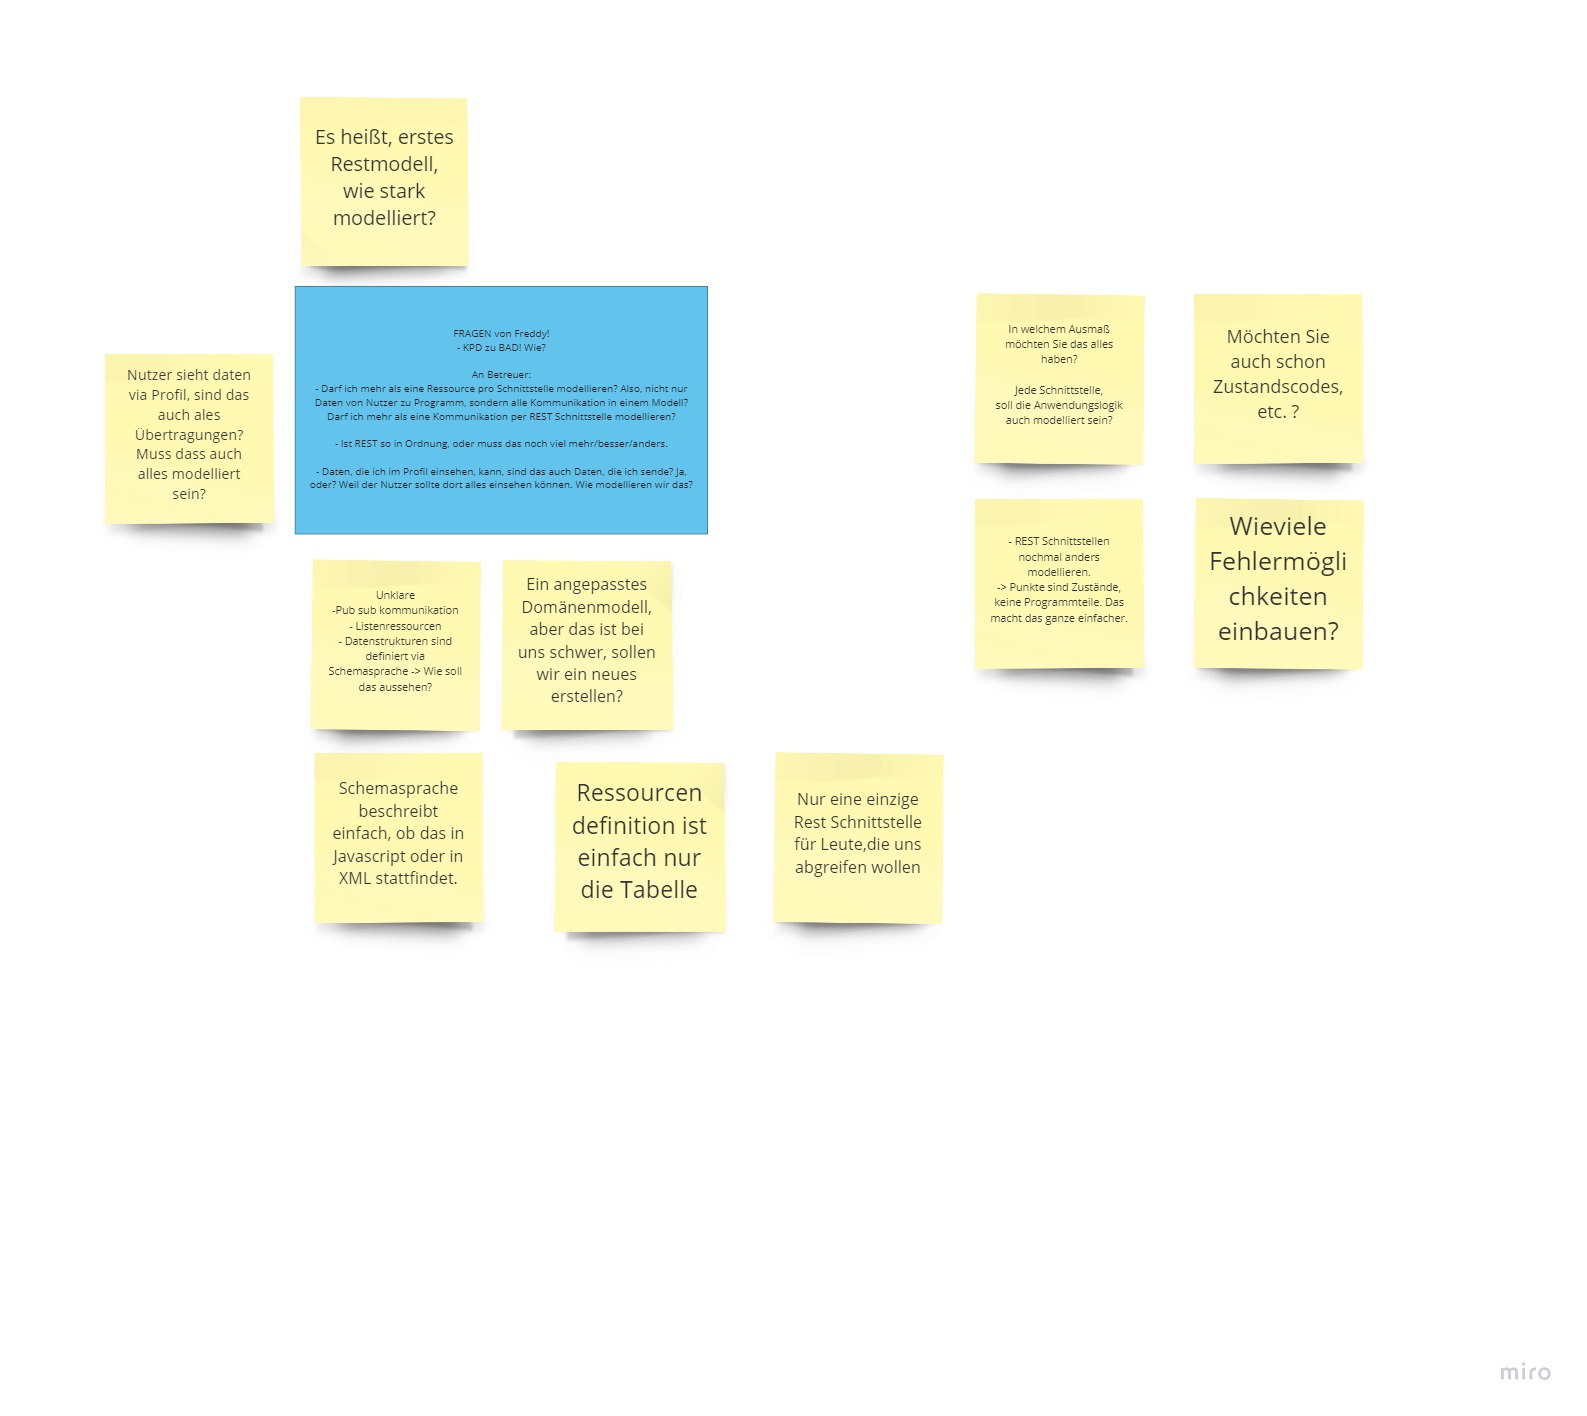 Es heißt, erstes
Restmodell,
wie stark
modelliert?
Nutzer sieht daten
via Profil, sind das
auch ales
Übertragungen?
Muss dass auch
alles modelliert
sein?
FRAGEN von Freddy!
- KPD zu BAD! Wie?
An Betreuer:
- Darf ich mehr als eine Ressource pro Schnittstelle modellieren? Also, nicht nur
Daten von Nutzer zu Programm, sondern alle Kommunikation in einem Modell?
Darf ich mehr als eine Kommunikation per REST Schnittstelle modellieren?
- Ist REST so in Ordnung, oder muss das noch viel mehr/besser/anders.
- Daten, die ich im Profil einsehen, kann, sind das auch Daten, die ich sende? Ja,
oder? Weil der Nutzer sollte dort alles einsehen können. Wie modellieren wir das?
In welchem Ausmaß
möchten Sie das alles
haben?
Jede Schnittstelle,
soll die Anwendungslogik
auch modelliert sein?
Möchten Sie
auch schon
Zustandscodes,
etc. ?
- REST Schnittstellen
nochmal anders
modellieren.
-> Punkte sind Zustände,
keine Programmteile. Das
macht das ganze einfacher.
Wieviele
Fehlermögli
chkeiten
einbauen?
Unklare
-Pub sub kommunikation
- Listenressourcen
- Datenstrukturen sind
definiert via
Schemasprache -> Wie soll
das aussehen?
Ein angepasstes
Domänenmodell,
aber das ist bei
uns schwer, sollen
wir ein neues
erstellen?
Schemasprache
beschreibt
einfach, ob das in
Javascript oder in
XML stattfindet.
Ressourcen
definition ist
einfach nur
die Tabelle
Nur eine einzige
Rest Schnittstelle
für Leute,die uns
abgreifen wollen
miro